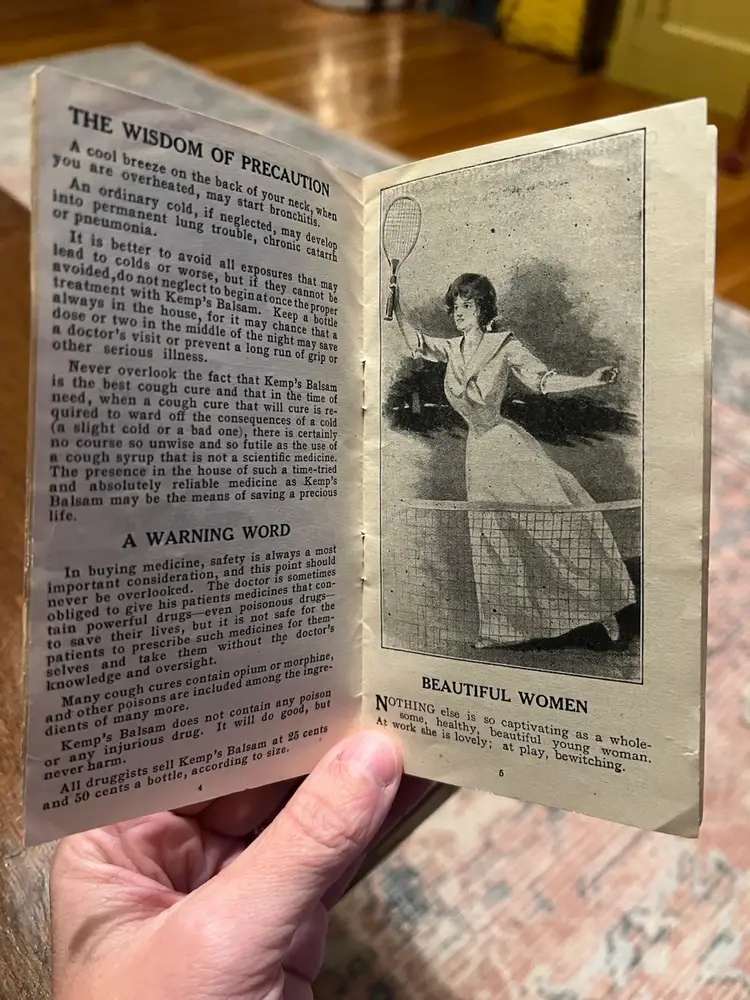 THE WISDOM OF PRECAUTION
A cool breeze on the back of your neck, when
you are overheated, may start bronchitis.
An ordinary cold, if neglected, may develop
into permanent lung trouble, chronic catarrh
or pneumonia.
It is better to avoid all exposures that may
lead to colds or worse, but if they cannot be
avoided, do not neglect to begin at once the proper
treatment with Kemp's Balsam. Keep a bottle
always in the house, for it may chance that a
dose or two in the middle of the night may save
a doctor's visit or prevent a long run of grip or
other serious illness.
Never overlook the fact that Kemp's Balsam
is the best cough cure and that in the time of
need, when a cough cure that will cure is re-
quired to ward off the consequences of a cold
(a slight cold or a bad one), there is certainly
no course so unwise and so futile as the use of
a cough syrup that is not a scientific medicine.
The presence in the house of such a time-tried
and absolutely reliable medicine as Kemp's
Balsam may be the means of saving a precious
life.
A WARNING WORD
In buying medicine, safety is always a most
important consideration, and this point should
never be overlooked. The doctor is sometimes
obliged to give his patients medicines that con-
tain powerful drugs—even poisonous drugs—
to save their lives, but it is not safe for the
patients to prescribe such medicines for them-
selves and take them without the doctor's
knowledge and oversight.
Many cough cures contain opium or morphine,
and other poisons are included among the ingre-
dients of many more.
Kemp's Balsam does not contain any poison
or any injurious drug. It will do good, but
never harm.
All druggists sell Kemp's Balsam at 25 cents
and 50 cents a bottle, according to size.
4
BEAUTIFUL WOMEN
NOTHING else is so captivating as a whole-
some, healthy, beautiful young woman.
At work she is lovely; at play, bewitching.
5